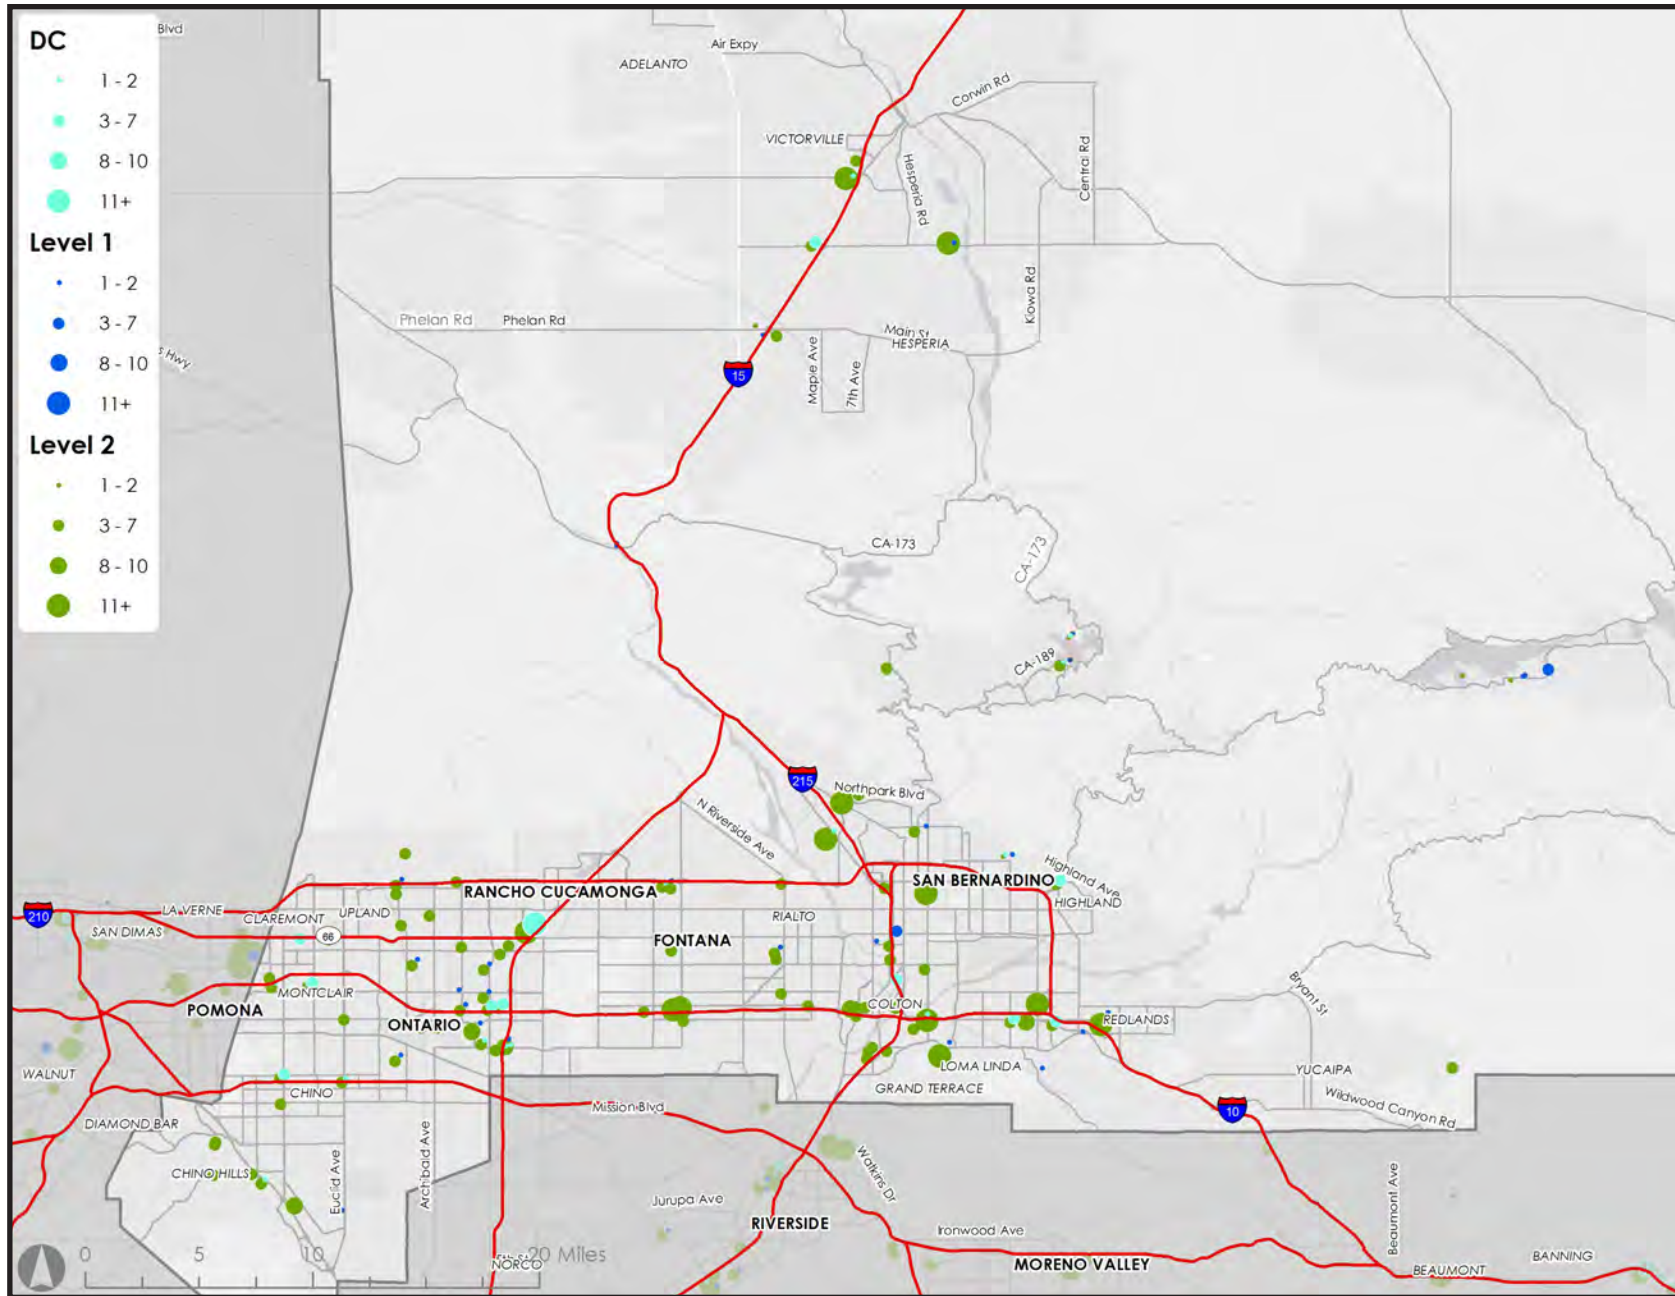 DC
1 - 2
3 - 7
8 - 10
11+
Level 1
1 - 2
3 - 7
8 - 10
11+
Level 2
1 - 2
3 - 7
8 - 10
11+
Blvd
Air Expy
ADELANTO
Corwin Rd
VICTORVILLE
Hesperia Rd
Central Rd
Kiowa Rd
Phelan Rd
Phelan Rd
Main St
HESPERIA
s Hwy
15
Maple Ave
7th Ave
CA-173
CA-173
CA-189
215
Northpark Blvd
N Riverside Ave
Highland Ave
SAN BERNARDINO
HIGHLAND
RANCHO CUCAMONGA
210
LA VERNE
CLAREMONT
UPLAND
RIALTO
SAN DIMAS
66
FONTANA
MONTCLAIR
Bryant St
POMONA
COLTON
ONTARIO
REDLANDS
WALNUT
LOMA LINDA
YUCAIPA
CHINO
GRAND TERRACE
Wildwood Canyon Rd
Mission Blvd
10
DIAMOND BAR
CHINO HILLS
Euclid Ave
Archibald Ave
Watkins Dr
Jurupa Ave
RIVERSIDE
Ironwood Ave
Beaumont Ave
0
5
10
20 Miles
NORCO
MORENO VALLEY
BEAUMONT
BANNING